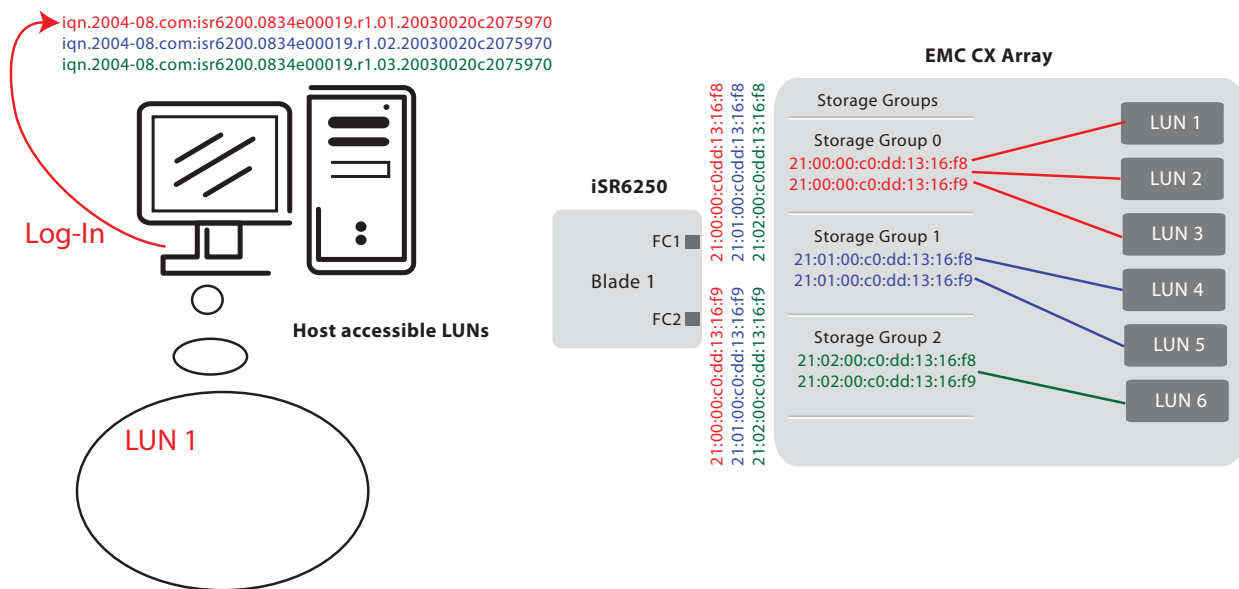 iqn.2004-08.com:isr6200.0834e00019.r1.01.20030020c2075970
iqn.2004-08.com:isr6200.0834e00019.r1.02.20030020c2075970
iqn.2004-08.com:isr6200.0834e00019.r1.03.20030020c2075970
Log-In
Host accessible LUNs
LUN 1
iSR6250
FC1
Blade 1
FC2
21:00:00:c0:dd:13:16:f8
21:01:00:c0:dd:13:16:f8
21:02:00:c0:dd:13:16:f8
21:00:00:c0:dd:13:16:f9
21:01:00:c0:dd:13:16:f9
21:02:00:c0:dd:13:16:f9
EMC CX Array
Storage Groups
Storage Group 0
21:00:00:c0:dd:13:16:f8
21:00:00:c0:dd:13:16:f9
Storage Group 1
21:01:00:c0:dd:13:16:f8
21:01:00:c0:dd:13:16:f9
Storage Group 2
21:02:00:c0:dd:13:16:f8
21:02:00:c0:dd:13:16:f9
LUN 1
LUN 2
LUN 3
LUN 4
LUN 5
LUN 6